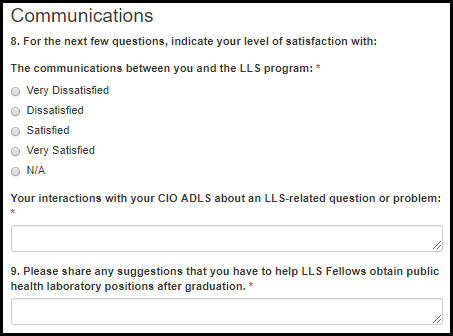 Communications
8. For the next few questions, indicate your level of satisfaction with:
The communications between you and the LLS program: *
Very Dissatisfied
Dissatisfied
Satisfied
Very Satisfied
N/A
Your interactions with your CIO ADLS about an LLS-related question or problem:
*
9. Please share any suggestions that you have to help LLS Fellows obtain public
health laboratory positions after graduation. *